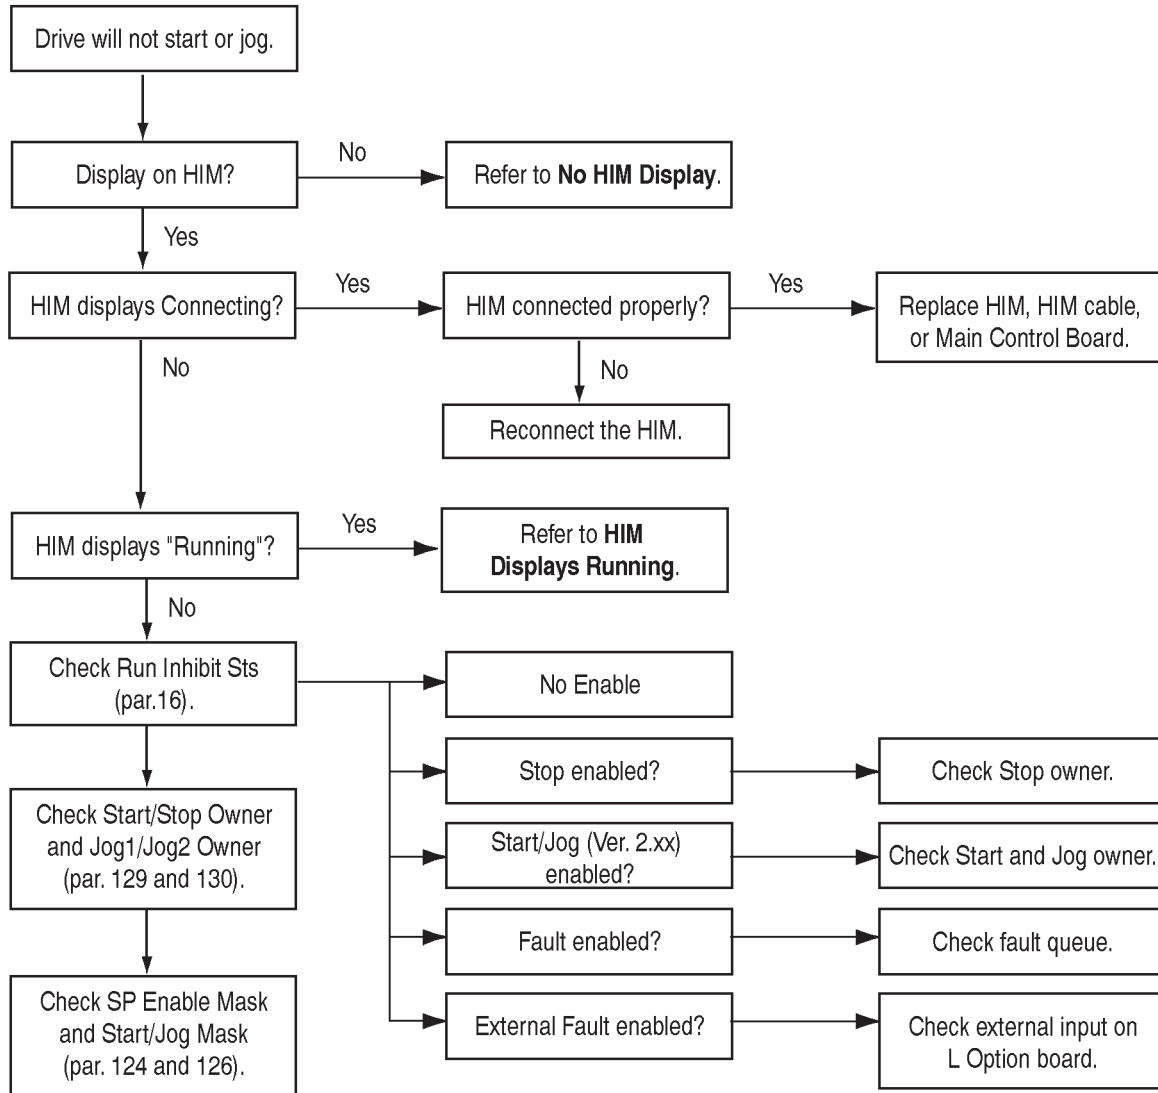 Drive will not start or jog.
Display on HIM?
No
Refer to No HIM Display.
Yes
HIM displays Connecting?
Yes
HIM connected properly?
Yes
Replace HIM, HIM cable,
or Main Control Board.
No
No
Reconnect the HIM.
HIM displays "Running"?
Yes
Refer to HIM
Displays Running.
No
Check Run Inhibit Sts
(par.16).
No Enable
Stop enabled?
Check Stop owner.
Check Start/Stop Owner
and Jog1/Jog2 Owner
(par. 129 and 130).
Start/Jog (Ver. 2.xx)
enabled?
Check Start and Jog owner.
Fault enabled?
Check fault queue.
Check SP Enable Mask
and Start/Jog Mask
(par. 124 and 126).
External Fault enabled?
Check external input on
L Option board.